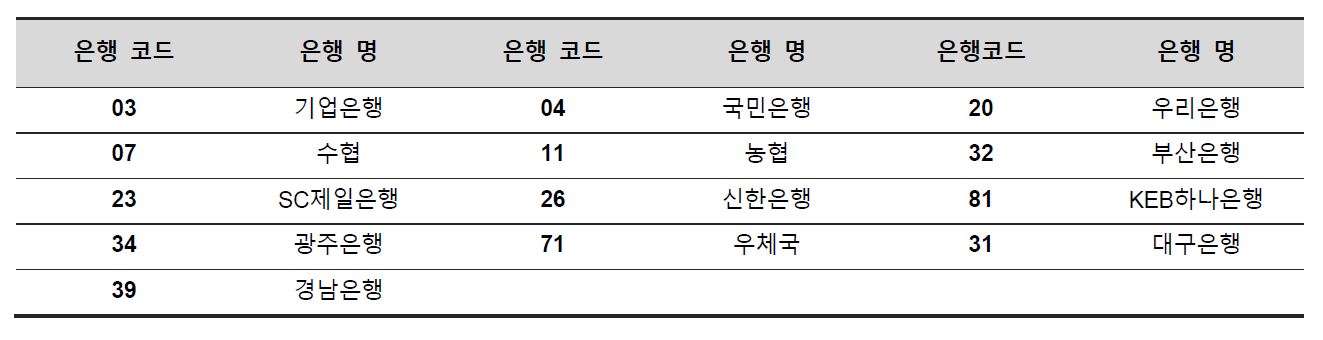 은행 코드 은행 명 은행 코드 은행 명 은행코드 은행 명
03 기업은행 04 국민은행 20 우리은행
07 수협 11 농협 32 부산은행
23 SC제일은행 26 신한은행 81 KEB하나은행
34 광주은행 71 우체국 31 대구은행
39 경남은행